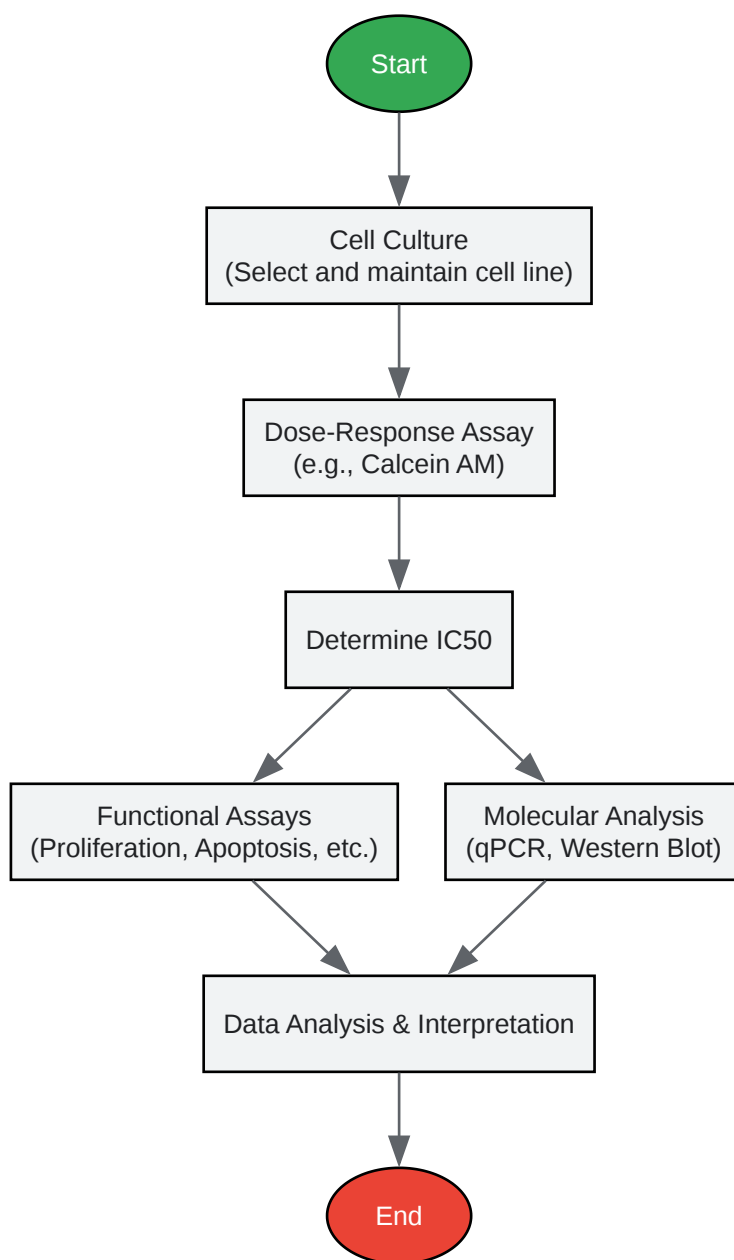 Start
Cell Culture
(Select and maintain cell line)
Dose-Response Assay
(e.g., Calcein AM)
Determine IC50
Functional Assays
(Proliferation, Apoptosis, etc.)
Molecular Analysis
(qPCR, Western Blot)
Data Analysis & Interpretation
End